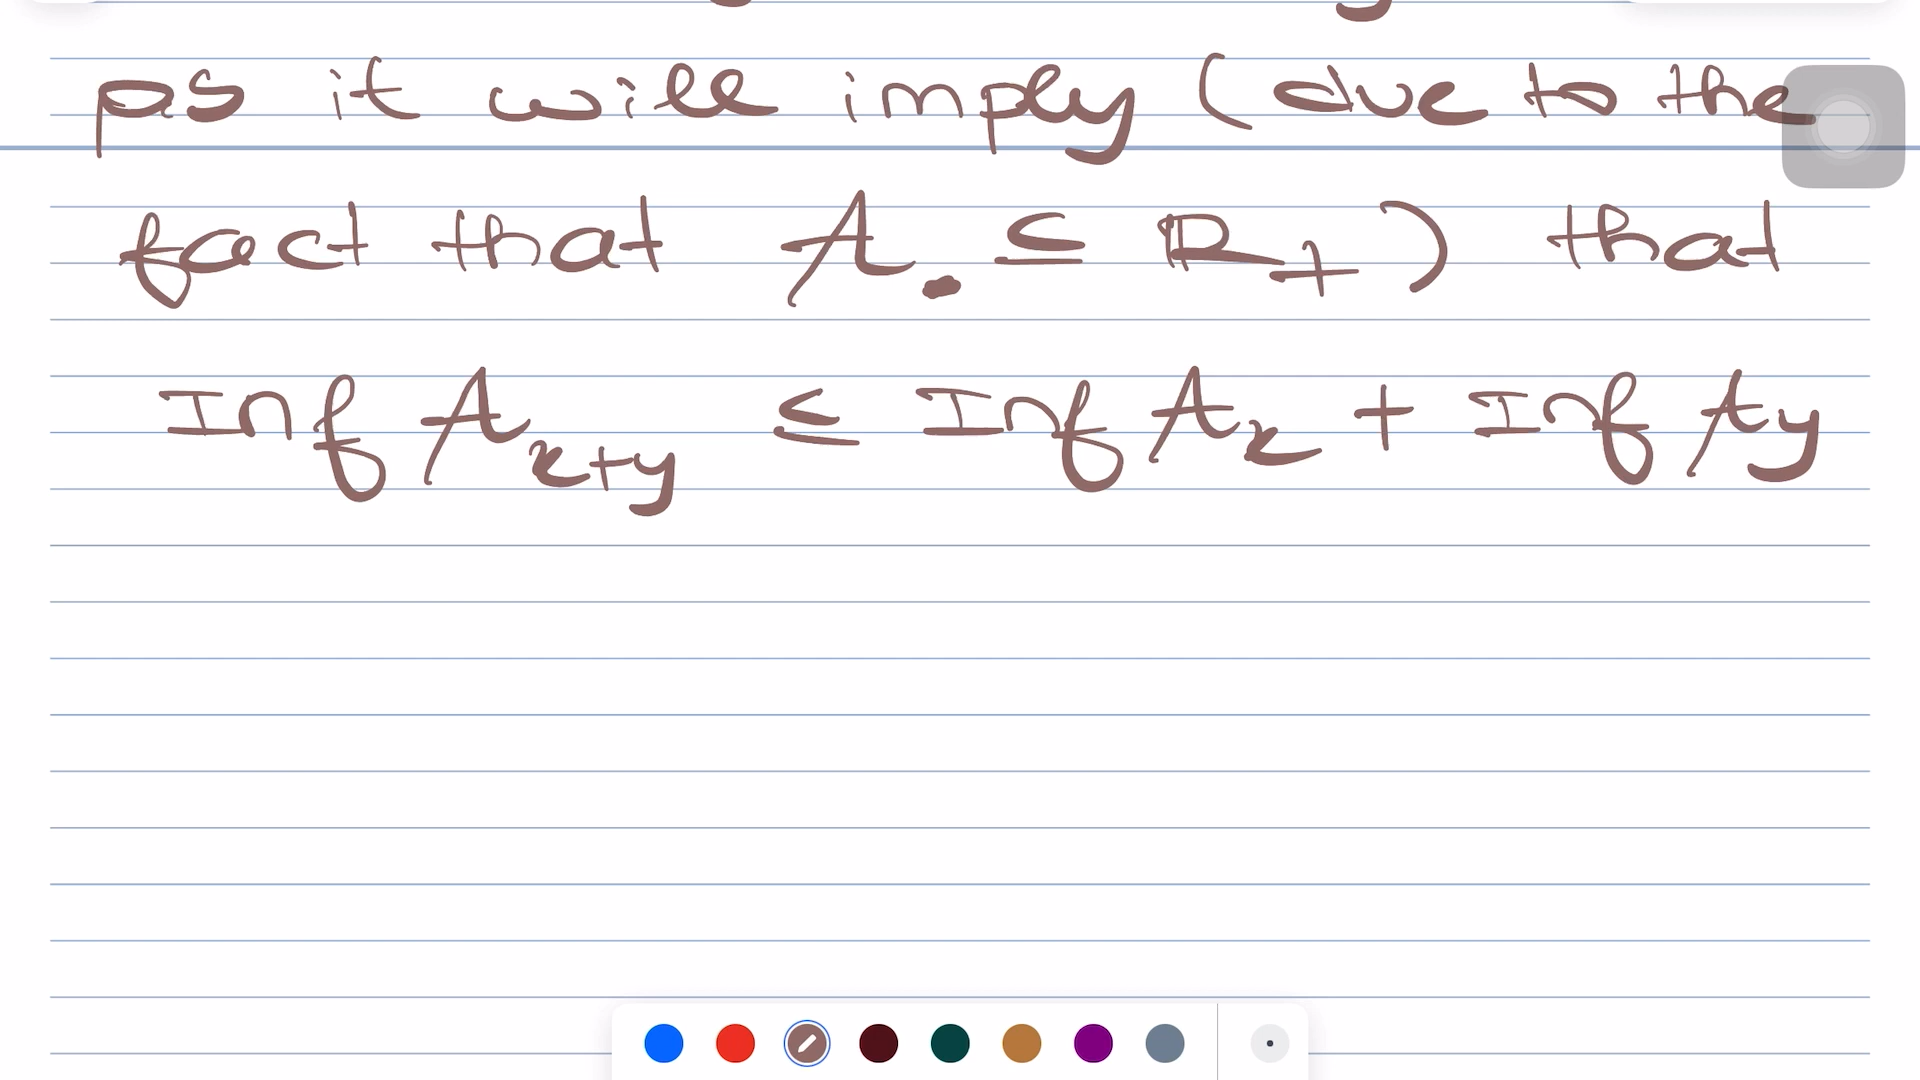 as it will imply (due to the
fact that A. ⊆ R₊) that
Inf A_{x+y} ≤ Inf A_x + Inf A_y